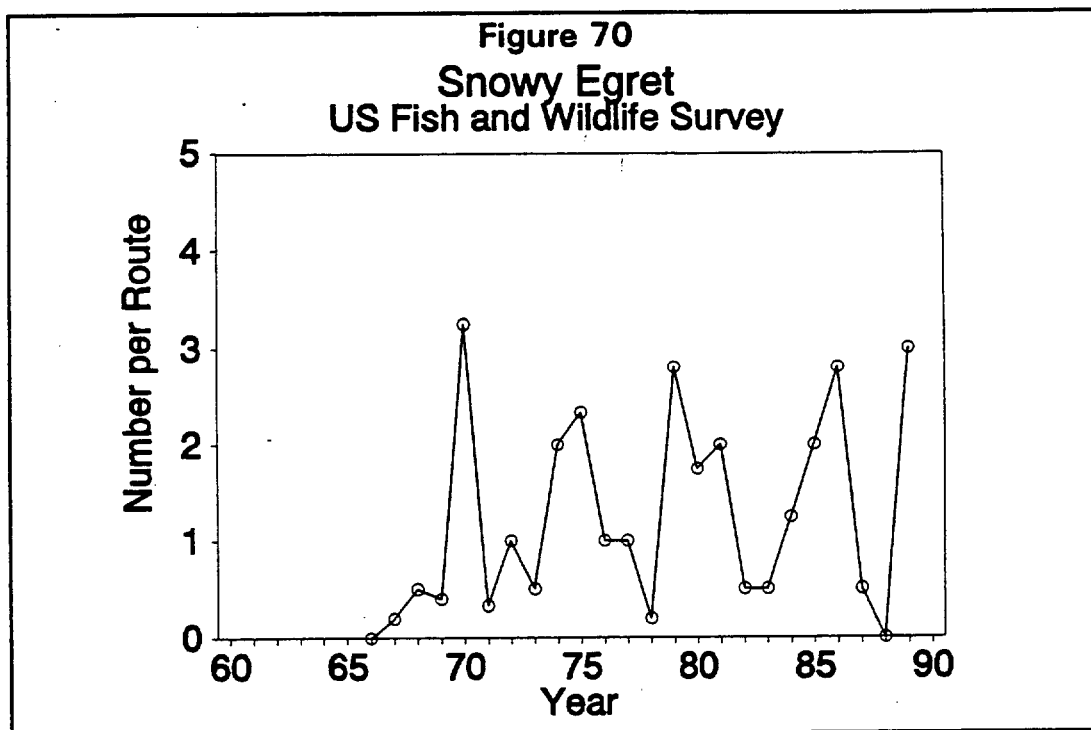 Figure 70
Snowy Egret
US Fish and Wildlife Survey
5
4
3
2
1
0
Number per Route
60 65 70 75 80 85 90
Year